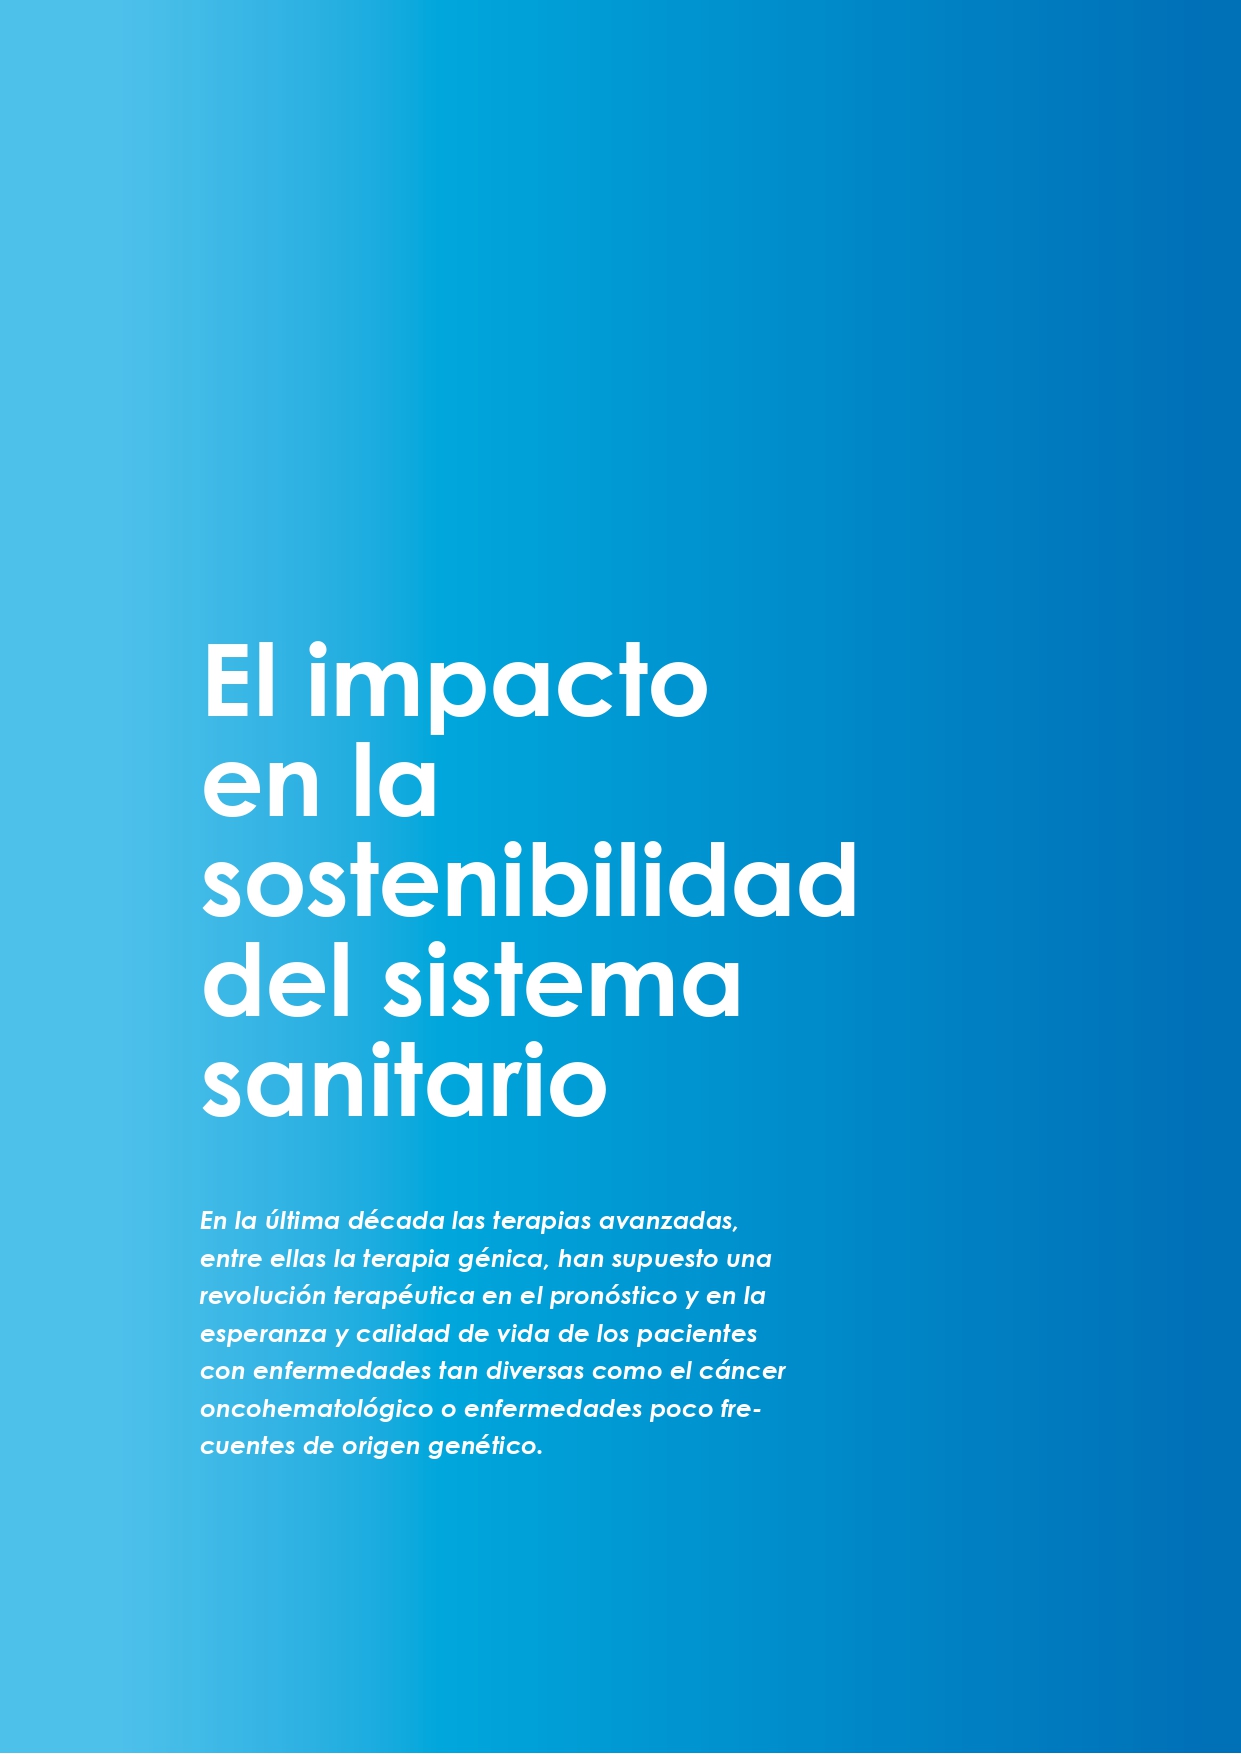 El impacto
en la
sostenibilidad
del sistema
sanitario
En la última década las terapias avanzadas,
entre ellas la terapia génica, han supuesto una
revolución terapéutica en el pronóstico y en la
esperanza y calidad de vida de los pacientes
con enfermedades tan diversas como el cáncer
oncohematológico o enfermedades poco fre-
cuentes de origen genético.